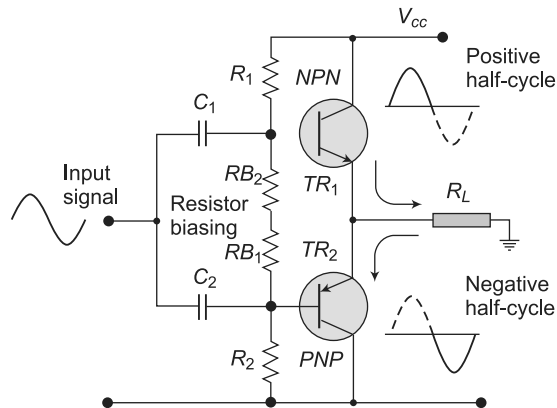 V_cc
R_1
NPN
Positive
half-cycle
C_1
Input
signal
Resistor
biasing
RB_2
TR_1
R_L
RB_1
TR_2
C_2
Negative
half-cycle
R_2
PNP